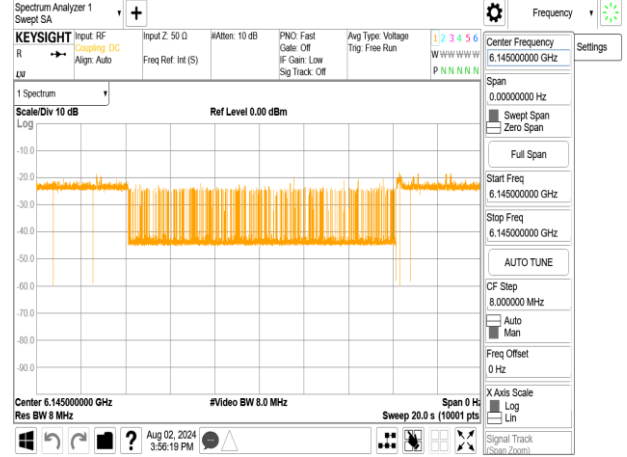 Spectrum Analyzer 1
Swept SA
Frequency
KEYSIGHT
R
LXI
Input: RF
Coupling: DC
Align: Auto
Input Z: 50 Ω
Freq Ref: Int (S)
#Atten: 10 dB
PNO: Fast
Gate: Off
IF Gain: Low
Sig Track: Off
Avg Type: Voltage
Trig: Free Run
1 2 3 4 5 6
W W W W W W
P N N N N N
1 Spectrum
Scale/Div 10 dB
Ref Level 0.00 dBm
Log
-10.0
-20.0
-30.0
-40.0
-50.0
-60.0
-70.0
-80.0
-90.0
Center 6.145000000 GHz
#Video BW 8.0 MHz
Span 0 Hz
Res BW 8 MHz
Sweep 20.0 s (10001 pts
Aug 02, 2024
3:56:19 PM
Center Frequency
6.145000000 GHz
Settings
Span
0.00000000 Hz
Swept Span
Zero Span
Full Span
Start Freq
6.145000000 GHz
Stop Freq
6.145000000 GHz
AUTO TUNE
CF Step
8.000000 MHz
Auto
Man
Freq Offset
0 Hz
X Axis Scale
Log
Lin
Signal Track
(Span Zoom)